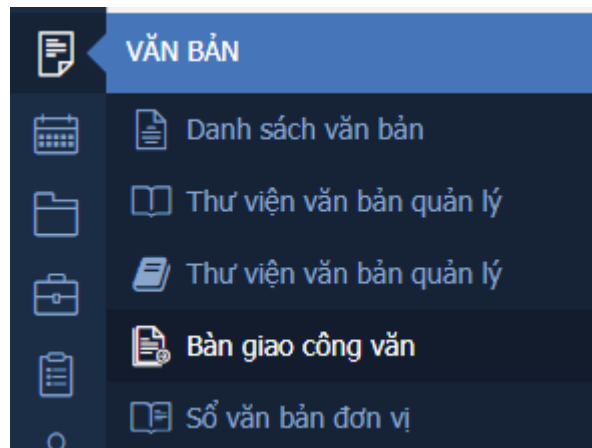 VĂN BẢN
Danh sách văn bản
Thư viện văn bản quản lý
Thư viện văn bản quản lý
Bàn giao công văn
Sổ văn bản đơn vị